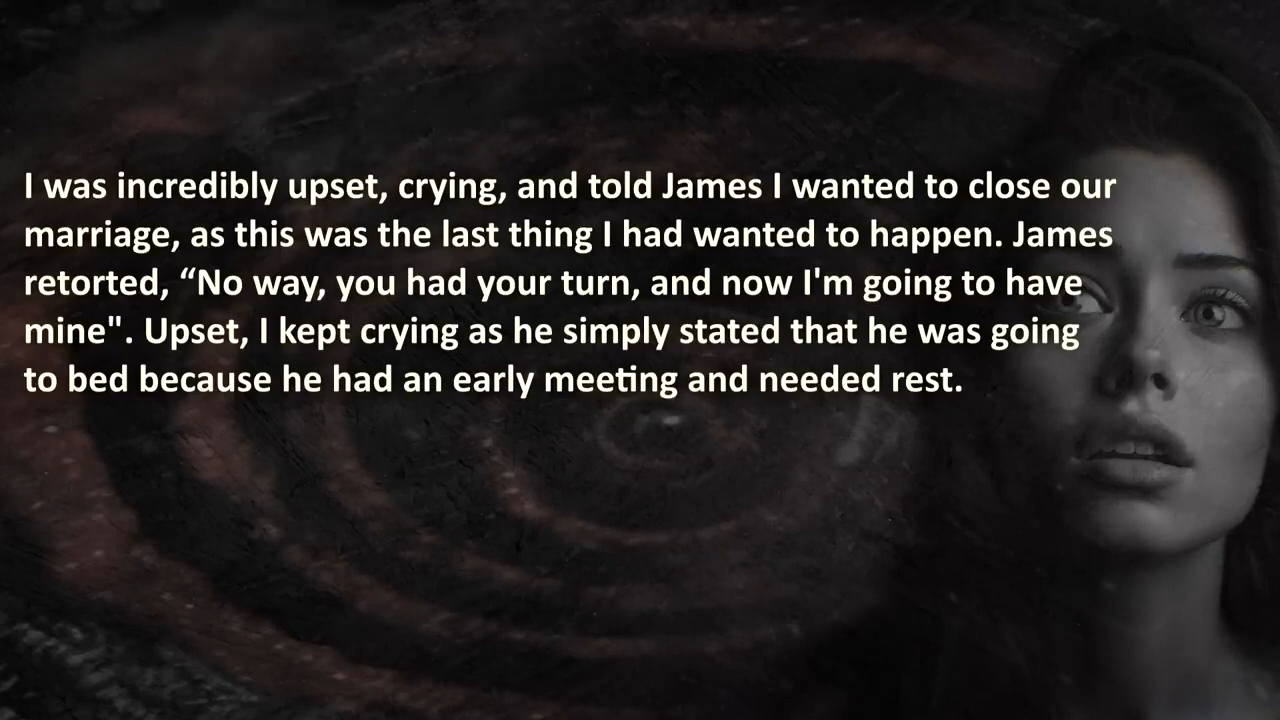 I was incredibly upset, crying, and told James I wanted to close our
marriage, as this was the last thing I had wanted to happen. James
retorted, “No way, you had your turn, and now I'm going to have
mine". Upset, I kept crying as he simply stated that he was going
to bed because he had an early meeting and needed rest.